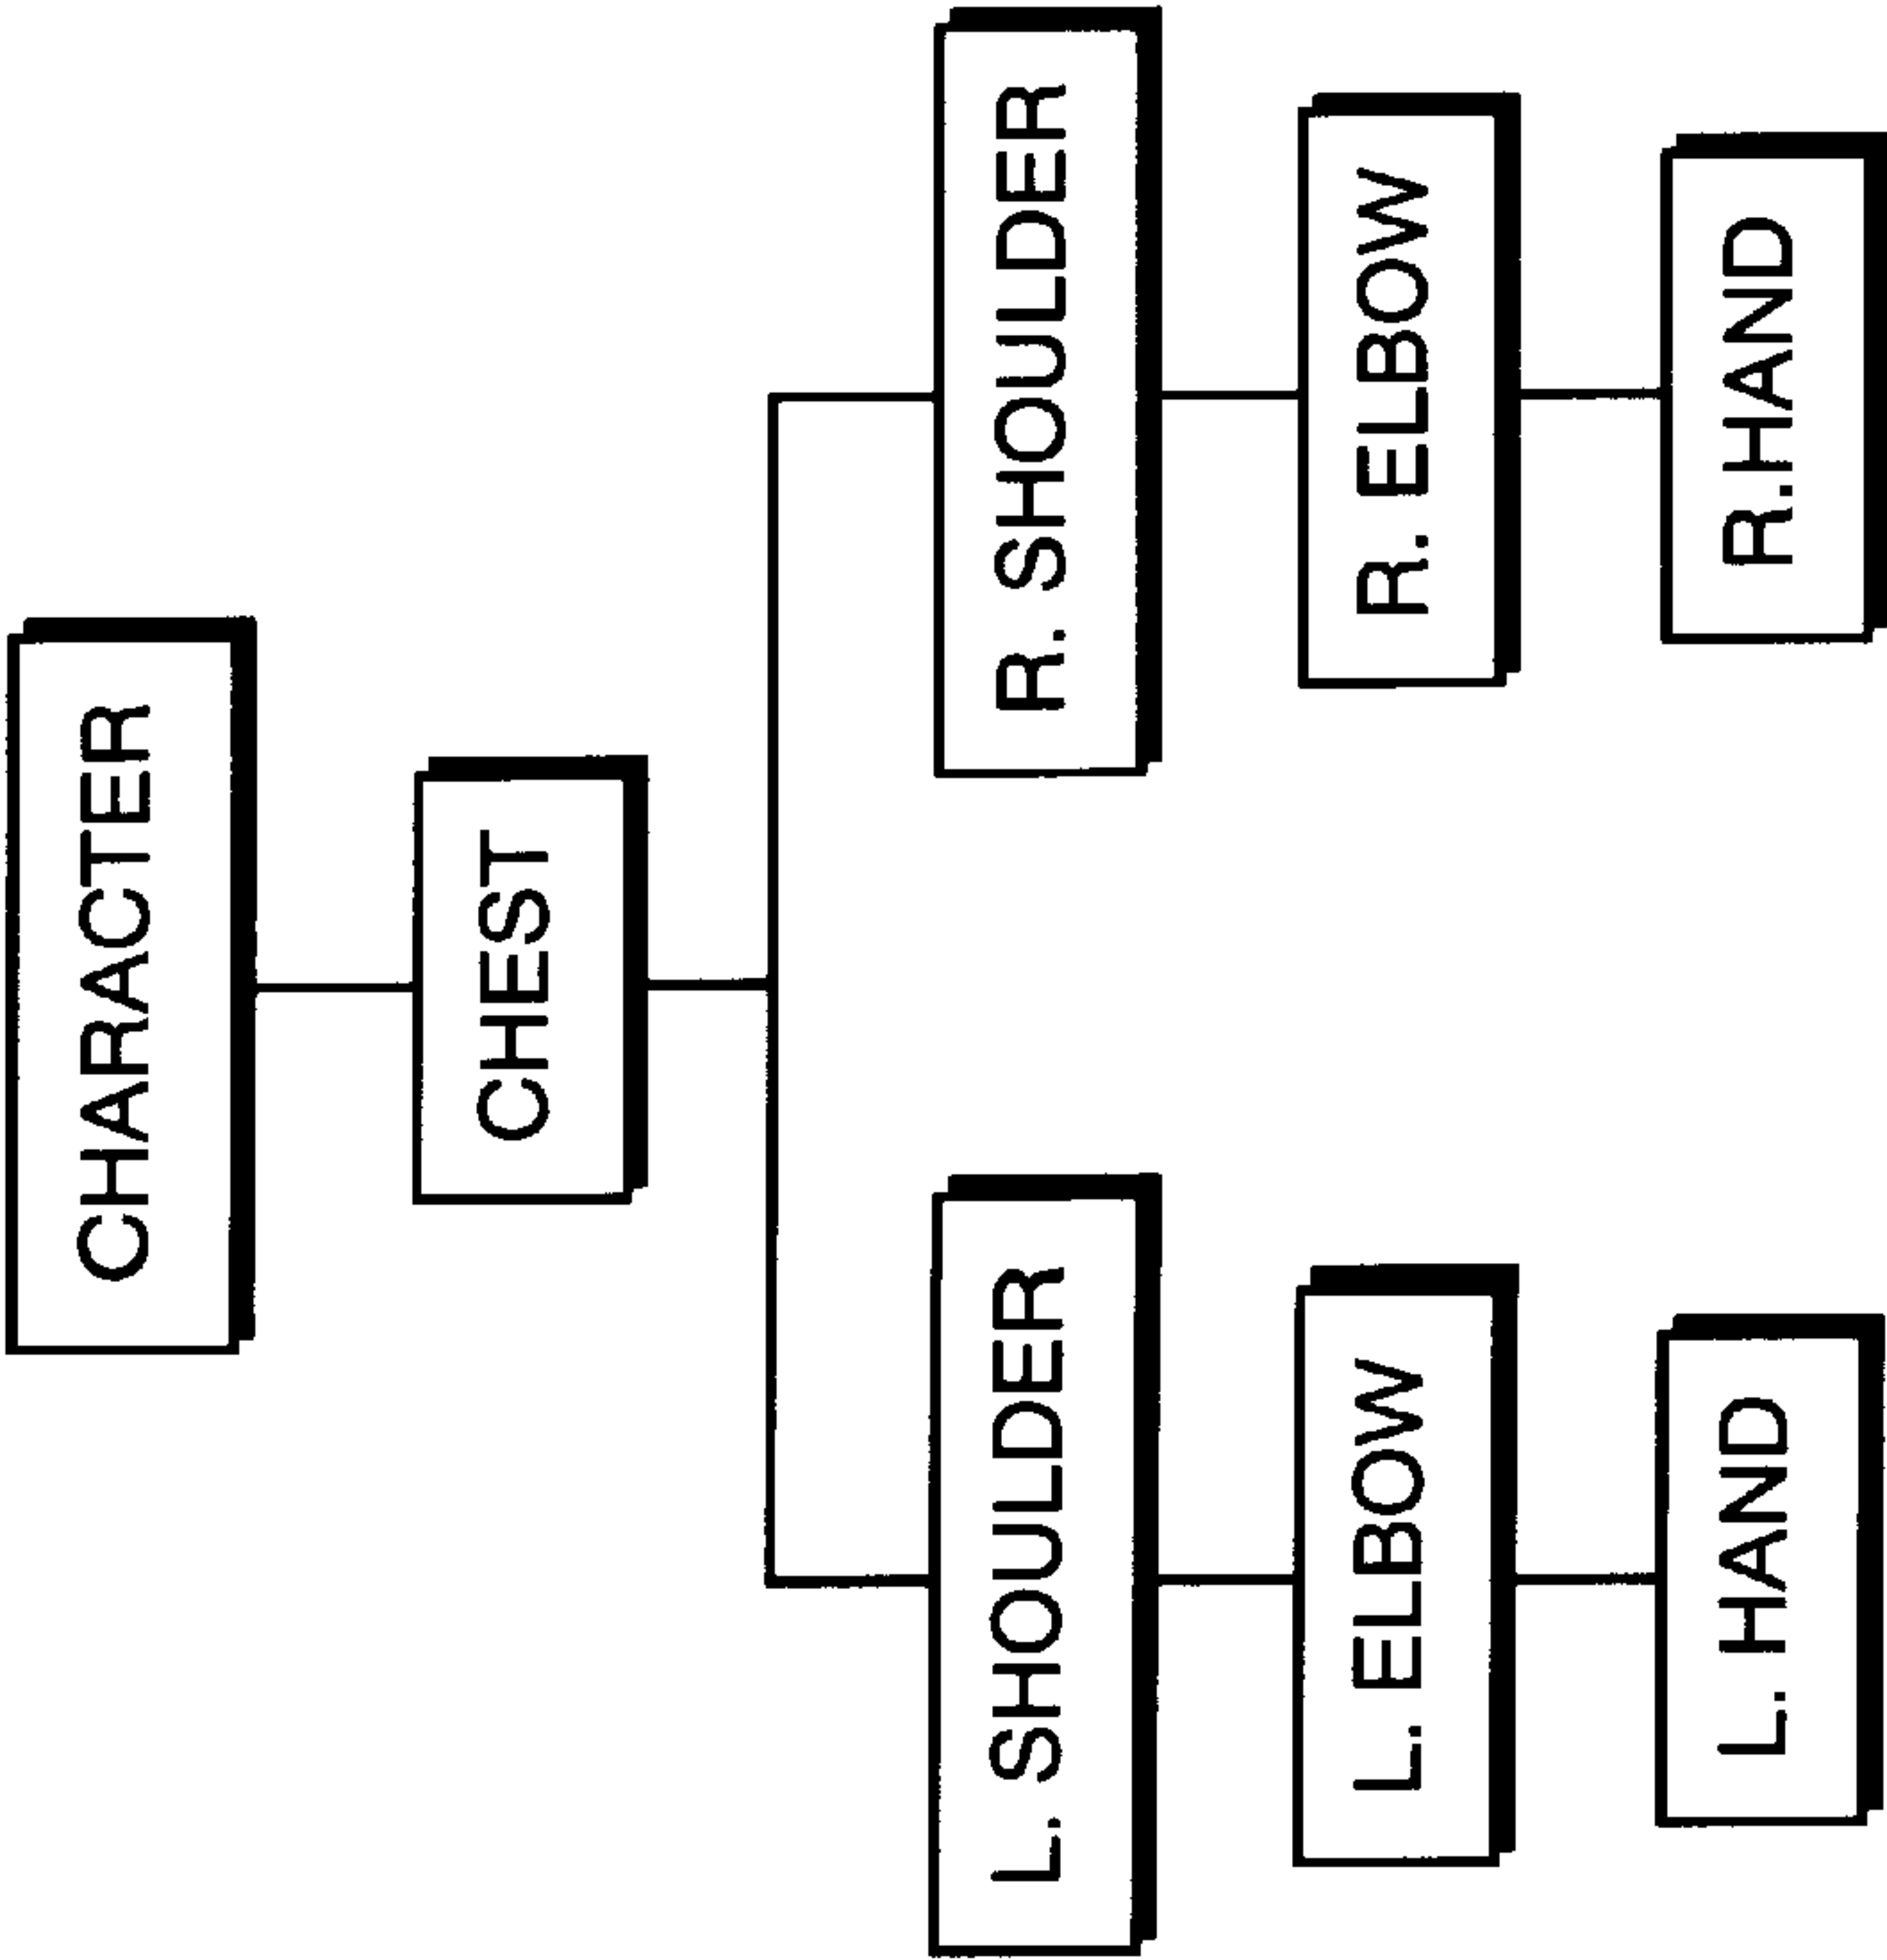 CHARACTER
CHEST
L. SHOULDER
R. SHOULDER
L. ELBOW
R. ELBOW
L. HAND
R.HAND